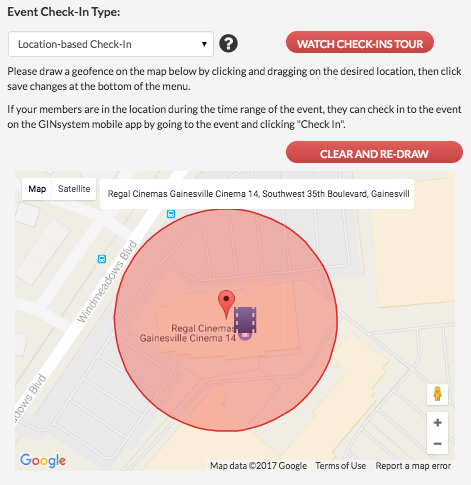 Event Check-In Type:
Location-based Check-In
?
WATCH CHECK-INS TOUR
Please draw a geofence on the map below by clicking and dragging on the desired location, then click
save changes at the bottom of the menu.
If your members are in the location during the time range of the event, they can check in to the event
on the GINsystem mobile app by going to the event and clicking "Check In".
CLEAR AND RE-DRAW
Map Satellite
Regal Cinemas Gainesville Cinema 14, Southwest 35th Boulevard, Gainesvill
Windmeadows Blvd
Regal Cinemas
Gainesville Cinema 14
dows Blvd
+
−
Google
Map data ©2017 Google Terms of Use Report a map error